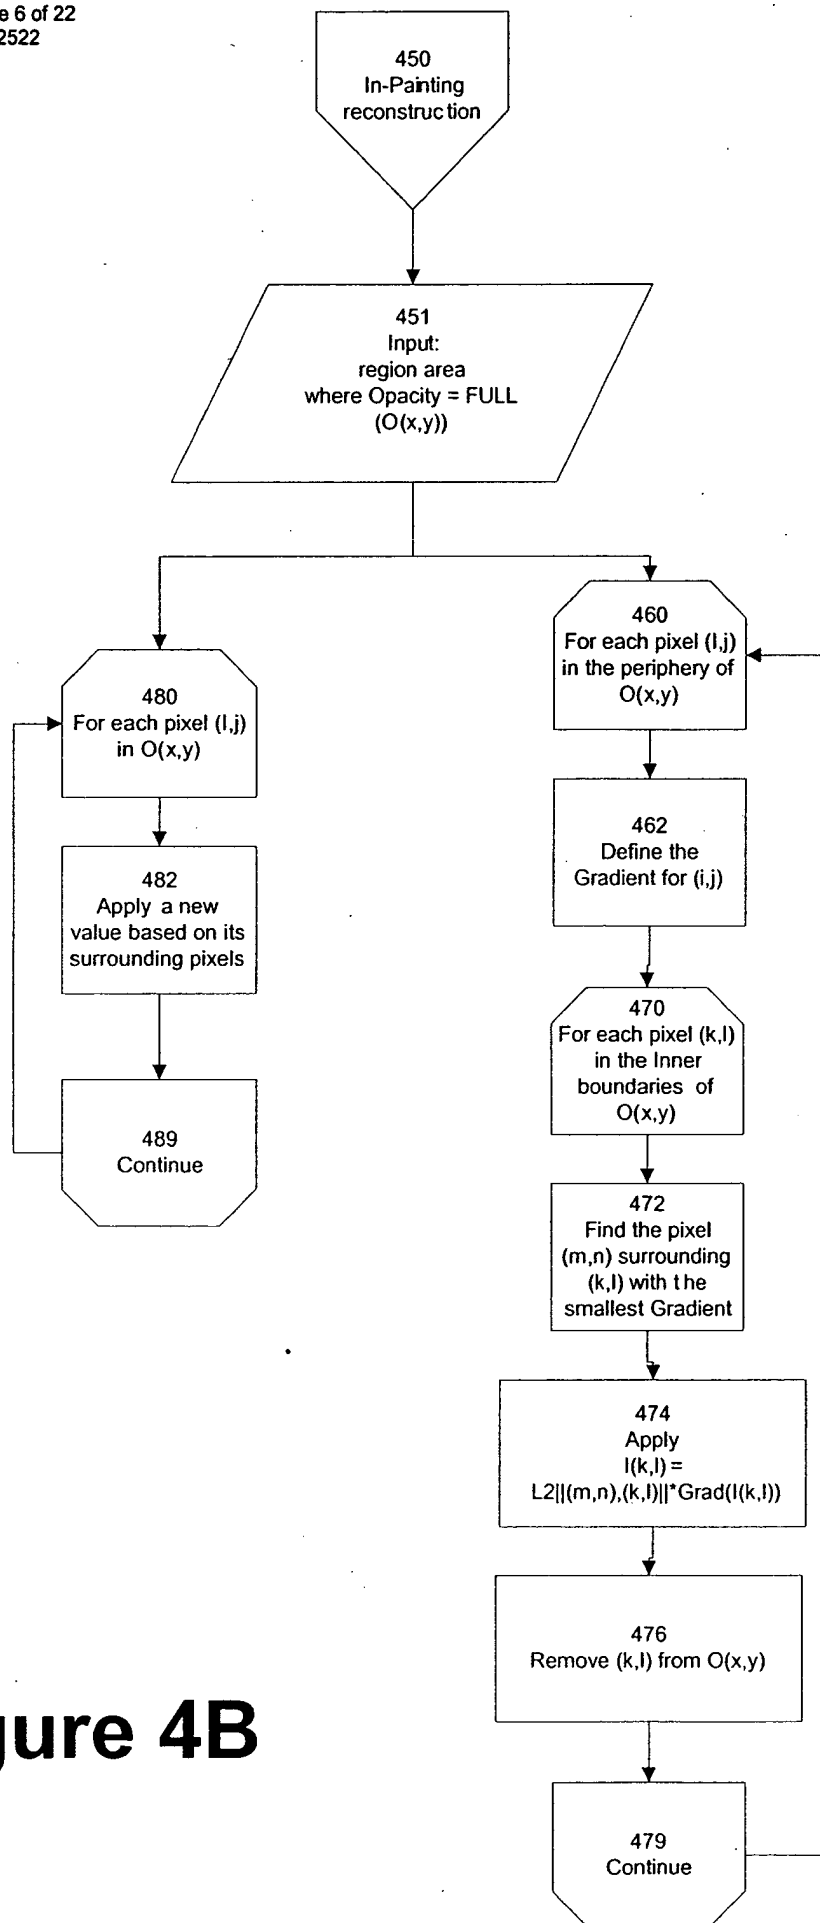 e 6 of 22
2522
450
In-Painting
reconstruction
451
Input:
region area
where Opacity = FULL
(O(x,y))
460
For each pixel (I,j)
in the periphery of
O(x,y)
480
For each pixel (I,j)
in O(x,y)
462
Define the
Gradient for (i,j)
482
Apply a new
value based on its
surrounding pixels
470
For each pixel (k,l)
in the Inner
boundaries of
O(x,y)
489
Continue
472
Find the pixel
(m,n) surrounding
(k,l) with the
smallest Gradient
474
Apply
I(k,l) =
L2||(m,n),(k,l)||*Grad(I(k,l))
476
Remove (k,l) from O(x,y)
gure 4B
479
Continue